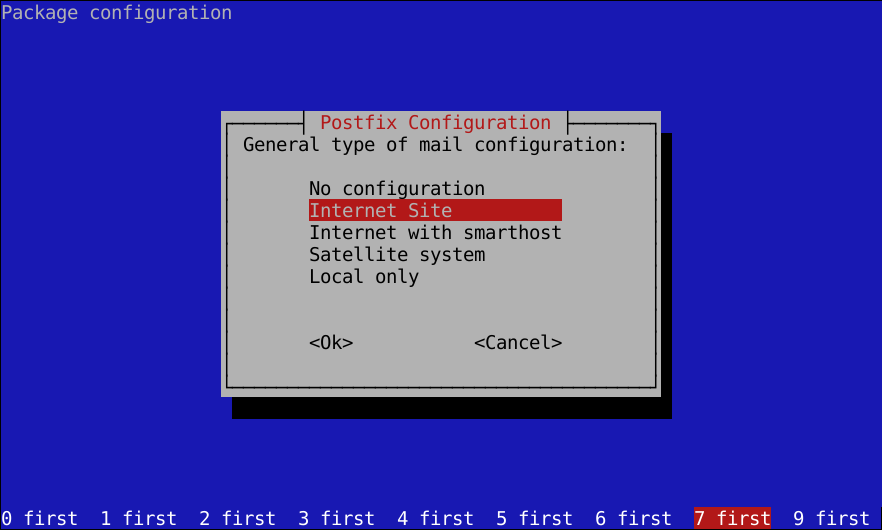 Package configuration
Postfix Configuration
General type of mail configuration:
No configuration
Internet Site
Internet with smarthost
Satellite system
Local only
<Ok> <Cancel>
0 first 1 first 2 first 3 first 4 first 5 first 6 first 7 first 9 first